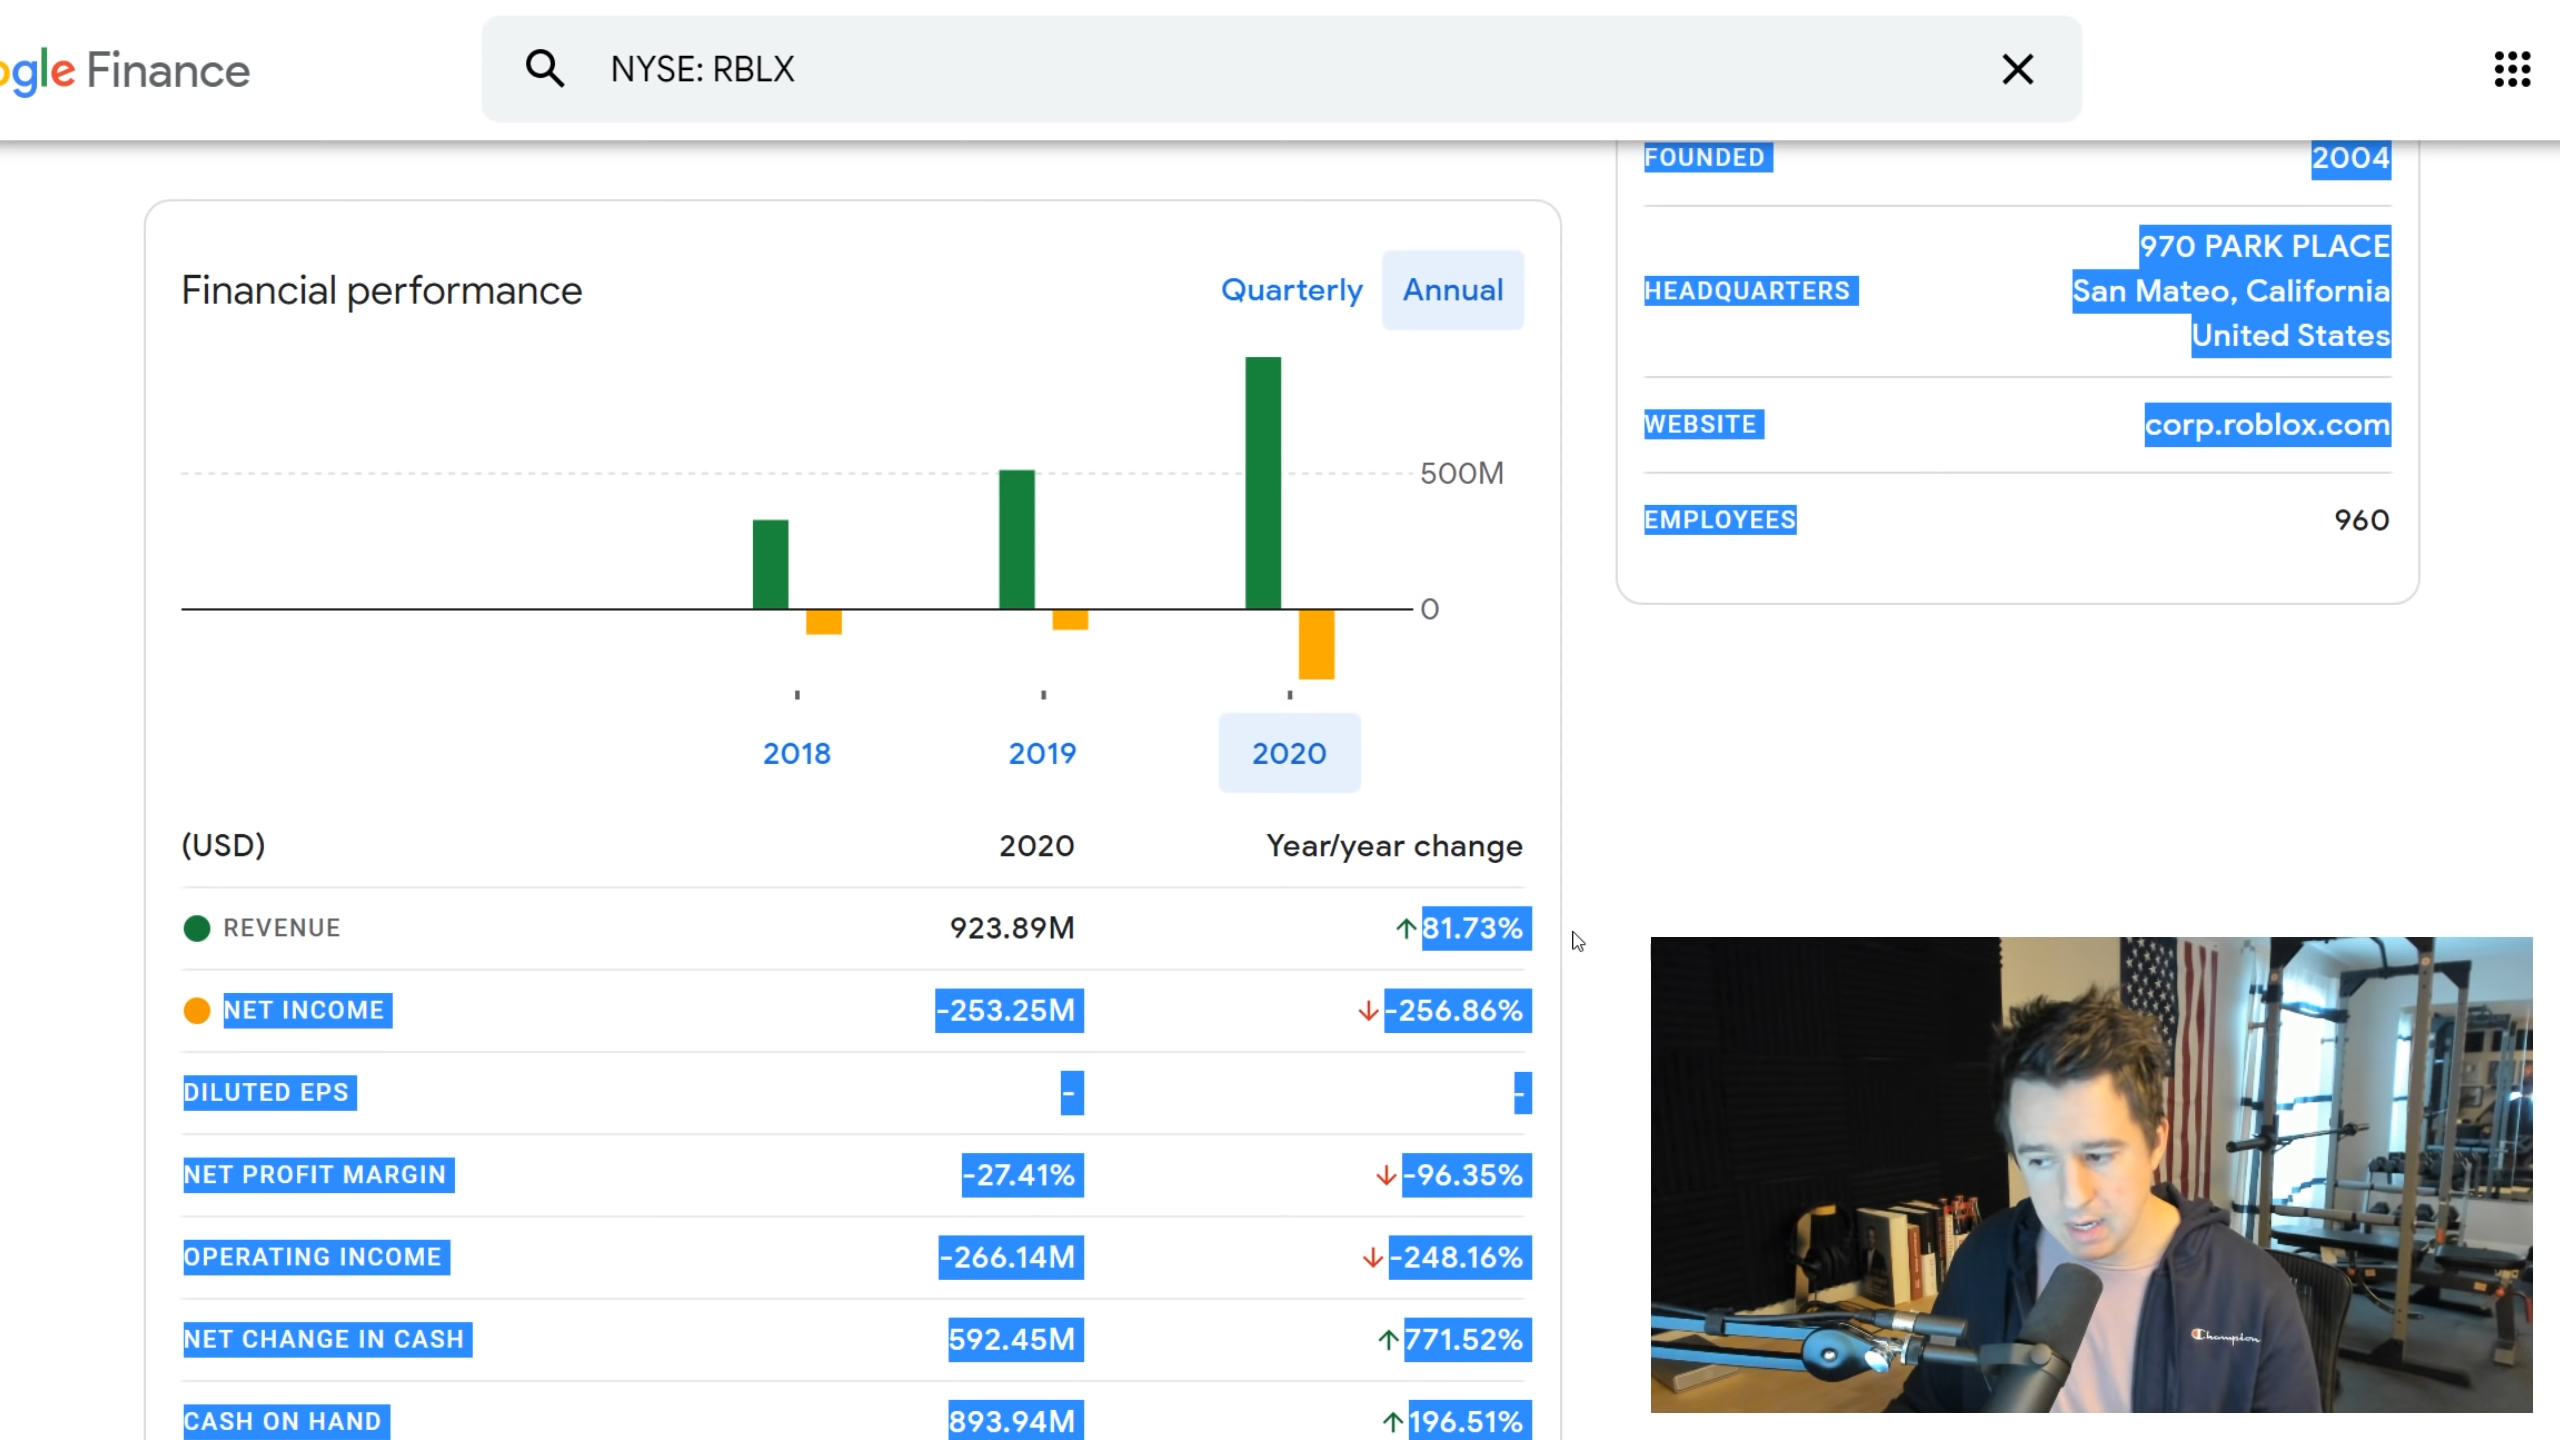 ogle Finance
NYSE: RBLX
FOUNDED 2004
HEADQUARTERS 970 PARK PLACE
San Mateo, California
United States
WEBSITE corp.roblox.com
EMPLOYEES 960
Financial performance Quarterly Annual
500M
0
2018 2019 2020
(USD) 2020 Year/year change
REVENUE 923.89M ↑81.73%
NET INCOME -253.25M ↓-256.86%
DILUTED EPS - -
NET PROFIT MARGIN -27.41% ↓-96.35%
OPERATING INCOME -266.14M ↓-248.16%
NET CHANGE IN CASH 592.45M ↑771.52%
CASH ON HAND 893.94M ↑196.51%
Champion